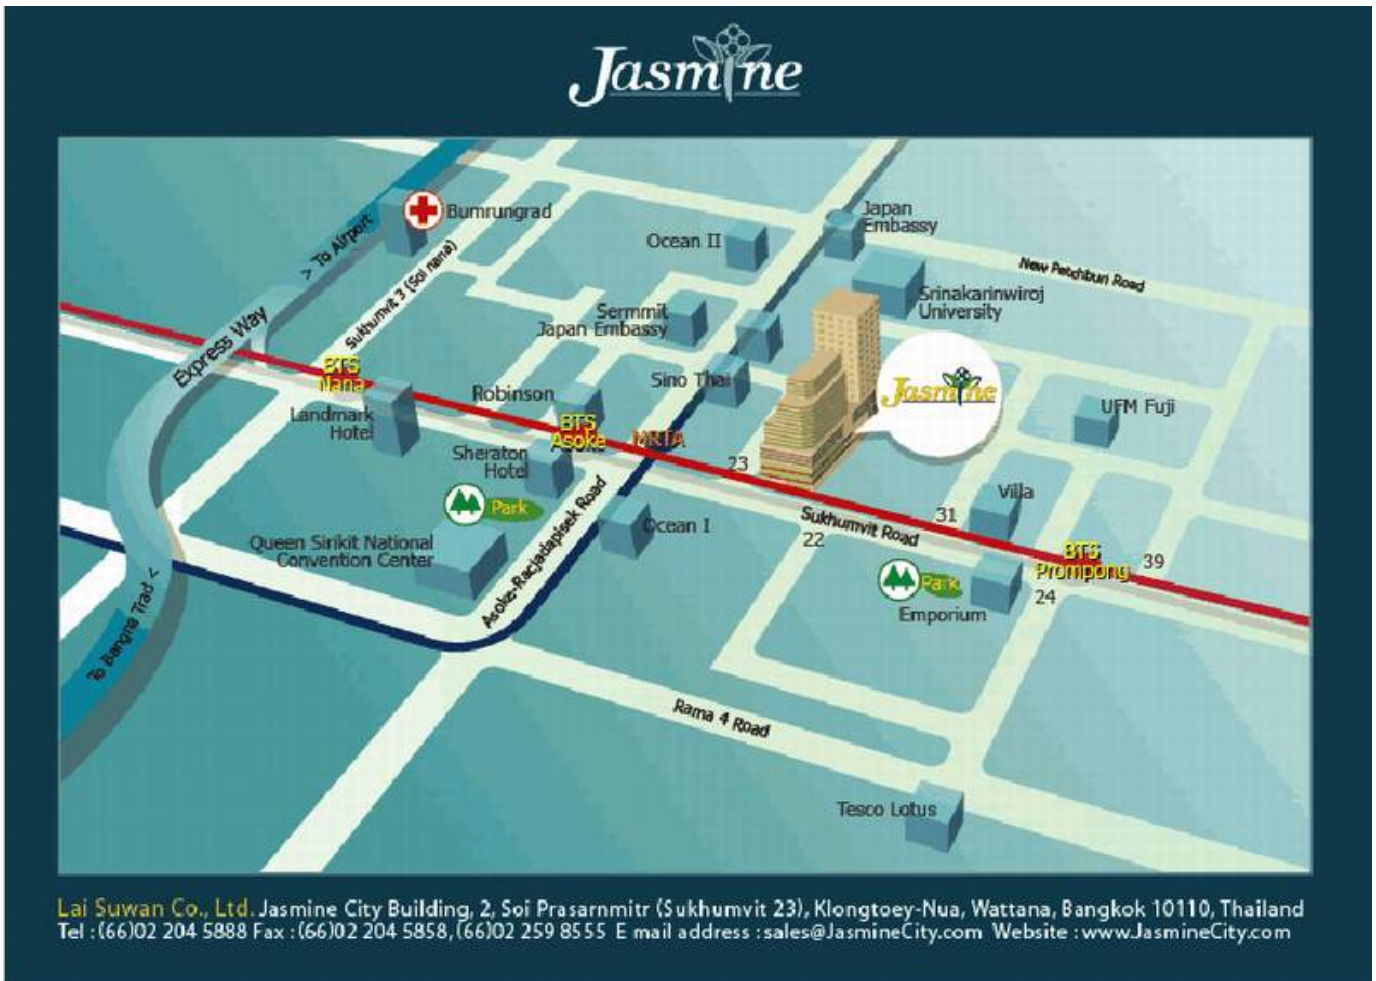 Jasmine
Bumrungrad
> To Airport
Sukhumvit 3 (Soi nana)
Express Way
Ocean II
Japan
Embassy
New Petchburi Road
Srinakarinwiroj
University
Sermmit
Japan Embassy
Sino Thai
Jasmine
UFM Fuji
BTS
Nana
Landmark
Hotel
Robinson
BTS
Asoke
Asoke
MRTA
Sheraton
Hotel
Park
23
Sukhumvit Road
22
31
Villa
Ocean I
Queen Sirikit National
Convention Center
Asoke-Racjadapisek Road
BTS
Prompong
39
24
Park
Emporium
To Bangna Trad <
Rama 4 Road
Tesco Lotus
Lai Suwan Co., Ltd. Jasmine City Building, 2, Soi Prasarnmitr (Sukhumvit 23), Klongtoey-Nua, Wattana, Bangkok 10110, Thailand
Tel :(66)02 204 5888 Fax :(66)02 204 5858,(66)02 259 8555 E mail address :sales@JasmineCity.com Website :www.JasmineCity.com